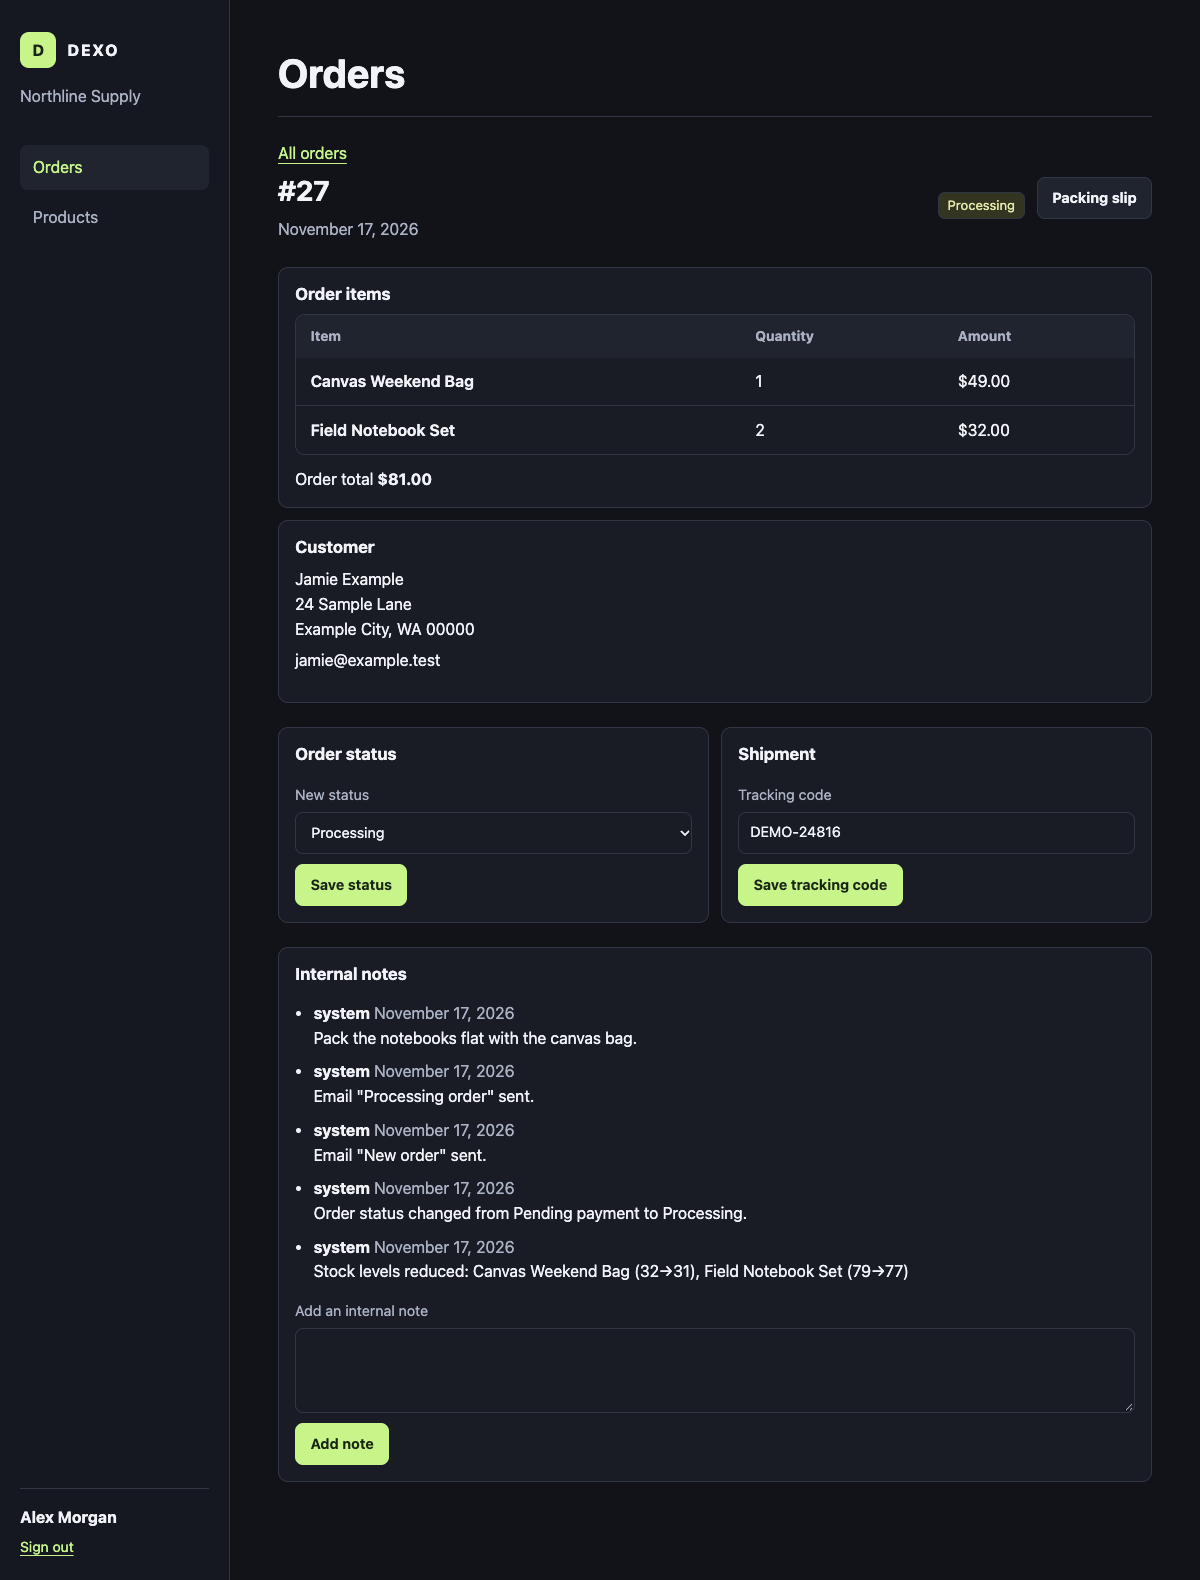 D DEXO
Northline Supply
Orders
Products
Alex Morgan
Sign out
Orders
All orders
#27
November 17, 2026
Processing
Packing slip
Order items
Item Quantity Amount
Canvas Weekend Bag 1 $49.00
Field Notebook Set 2 $32.00
Order total $81.00
Customer
Jamie Example
24 Sample Lane
Example City, WA 00000
jamie@example.test
Order status
New status
Processing
Save status
Shipment
Tracking code
DEMO-24816
Save tracking code
Internal notes
• system November 17, 2026
Pack the notebooks flat with the canvas bag.
• system November 17, 2026
Email "Processing order" sent.
• system November 17, 2026
Email "New order" sent.
• system November 17, 2026
Order status changed from Pending payment to Processing.
• system November 17, 2026
Stock levels reduced: Canvas Weekend Bag (32→31), Field Notebook Set (79→77)
Add an internal note
Add note